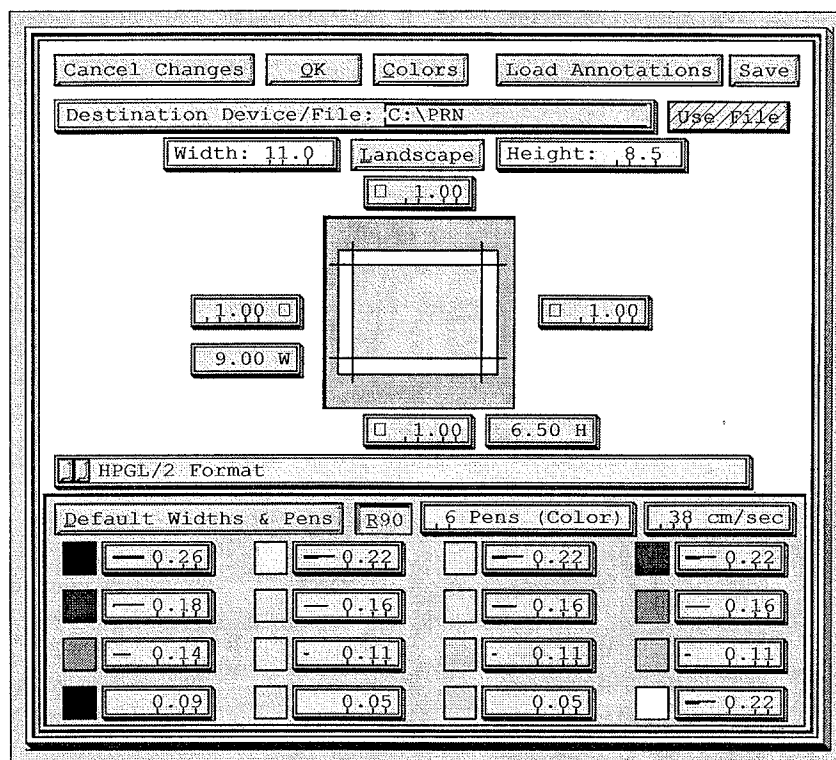 Cancel Changes OK Colors Load Annotations Save
Destination Device/File: C:\PRN Use File
Width: 11.0 Landscape Height: 8.5
1.00
1.00 1.00
9.00 W
1.00 6.50 H
HPGL/2 Format
Default Widths & Pens R90 6 Pens (Color) 38 cm/sec
0.26 0.22 0.22 0.22
0.18 0.16 0.16 0.16
0.14 0.11 0.11 0.11
0.09 0.05 0.05 0.22